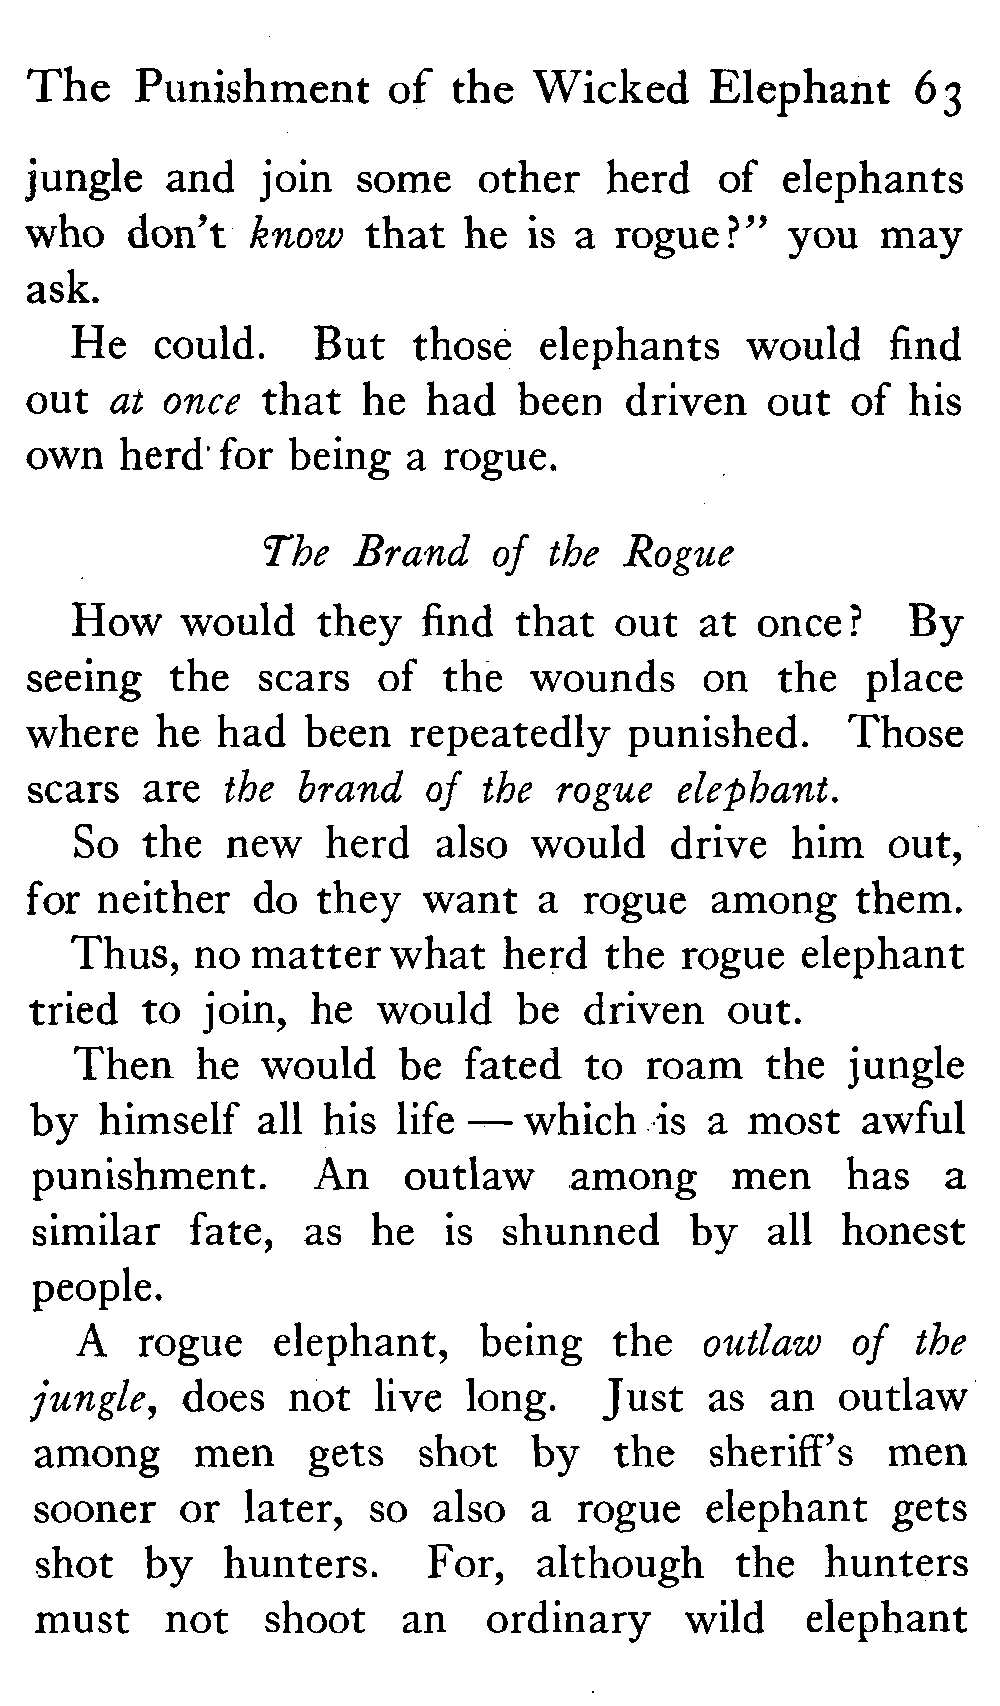 The Punishment of the Wicked Elephant 63
jungle and join some other herd of elephants
who don't know that he is a rogue?" you may
ask.
He could. But those elephants would find
out at once that he had been driven out of his
own herd for being a rogue.
The Brand of the Rogue
How would they find that out at once? By
seeing the scars of the wounds on the place
where he had been repeatedly punished. Those
scars are the brand of the rogue elephant.
So the new herd also would drive him out,
for neither do they want a rogue among them.
Thus, no matter what herd the rogue elephant
tried to join, he would be driven out.
Then he would be fated to roam the jungle
by himself all his life — which is a most awful
punishment. An outlaw among men has a
similar fate, as he is shunned by all honest
people.
A rogue elephant, being the outlaw of the
jungle, does not live long. Just as an outlaw
among men gets shot by the sheriff's men
sooner or later, so also a rogue elephant gets
shot by hunters. For, although the hunters
must not shoot an ordinary wild elephant